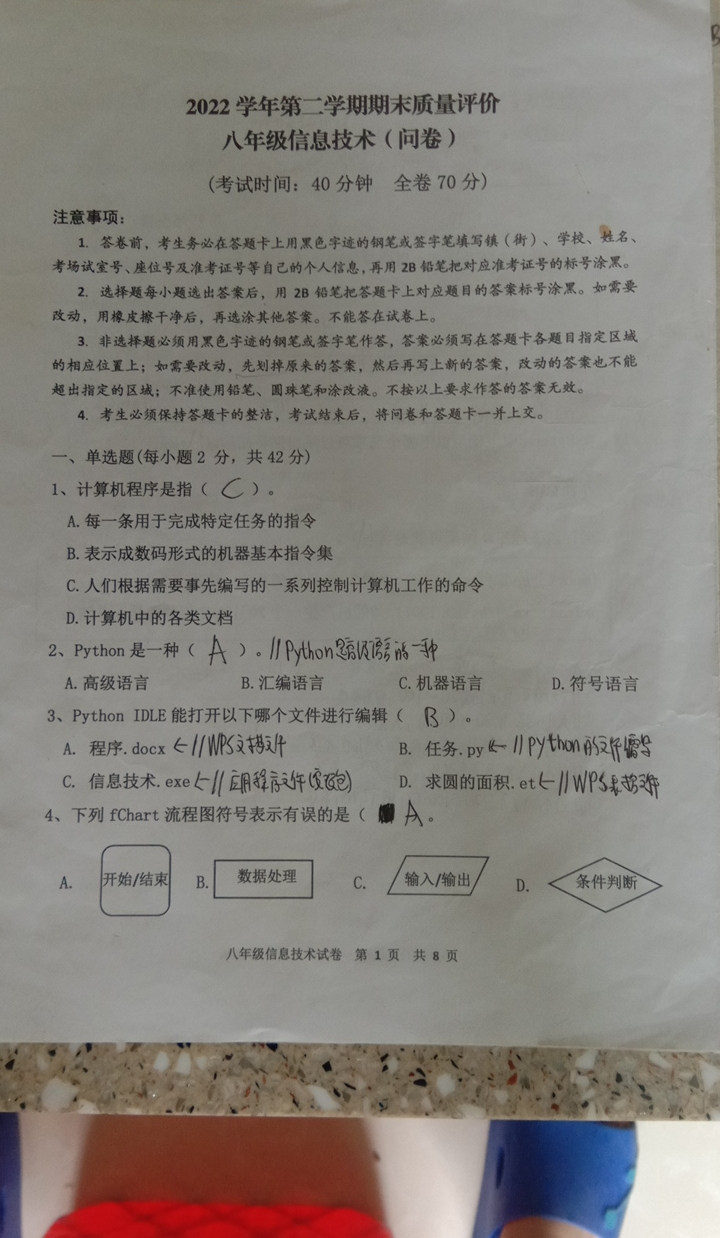 2022 学年第二学期期末质量评价
八年级信息技术（问卷）
(考试时间：40 分钟 全卷 70 分)
注意事项：
1. 答卷前，考生务必在答题卡上用黑色字迹的钢笔或签字笔填写镇（街）、学校、姓名、
考场试室号、座位号及准考证号等自己的个人信息，再用 2B 铅笔把对应准考证号的标号涂黑。
2. 选择题每小题选出答案后，用 2B 铅笔把答题卡上对应题目的答案标号涂黑。如需要
改动，用橡皮擦干净后，再选涂其他答案。不能答在试卷上。
3. 非选择题必须用黑色字迹的钢笔或签字笔作答，答案必须写在答题卡各题目指定区域
的相应位置上；如需要改动，先划掉原来的答案，然后再写上新的答案，改动的答案也不能
超出指定的区域；不准使用铅笔、圆珠笔和涂改液。不按以上要求作答的答案无效。
4. 考生必须保持答题卡的整洁，考试结束后，将问卷和答题卡一并上交。
一、单选题(每小题 2 分，共 42 分)
1、计算机程序是指（ C ）。
A. 每一条用于完成特定任务的指令
B. 表示成数码形式的机器基本指令集
C. 人们根据需要事先编写的一系列控制计算机工作的命令
D. 计算机中的各类文档
2、Python 是一种（ A ）。//Python 的一种
A. 高级语言 B. 汇编语言 C. 机器语言 D. 符号语言
3、Python IDLE 能打开以下哪个文件进行编辑（ B ）。
A. 程序.docx ←//WPS文档文件 B. 任务.py ←//Python的文件
C. 信息技术.exe ←//应用程序文件 D. 求圆的面积.et ←//WPS表格文件
4、下列 fChart 流程图符号表示有误的是（ A 。
A. 开始/结束 B. 数据处理 C. 输入/输出 D. 条件判断
八年级信息技术试卷 第 1 页 共 8 页